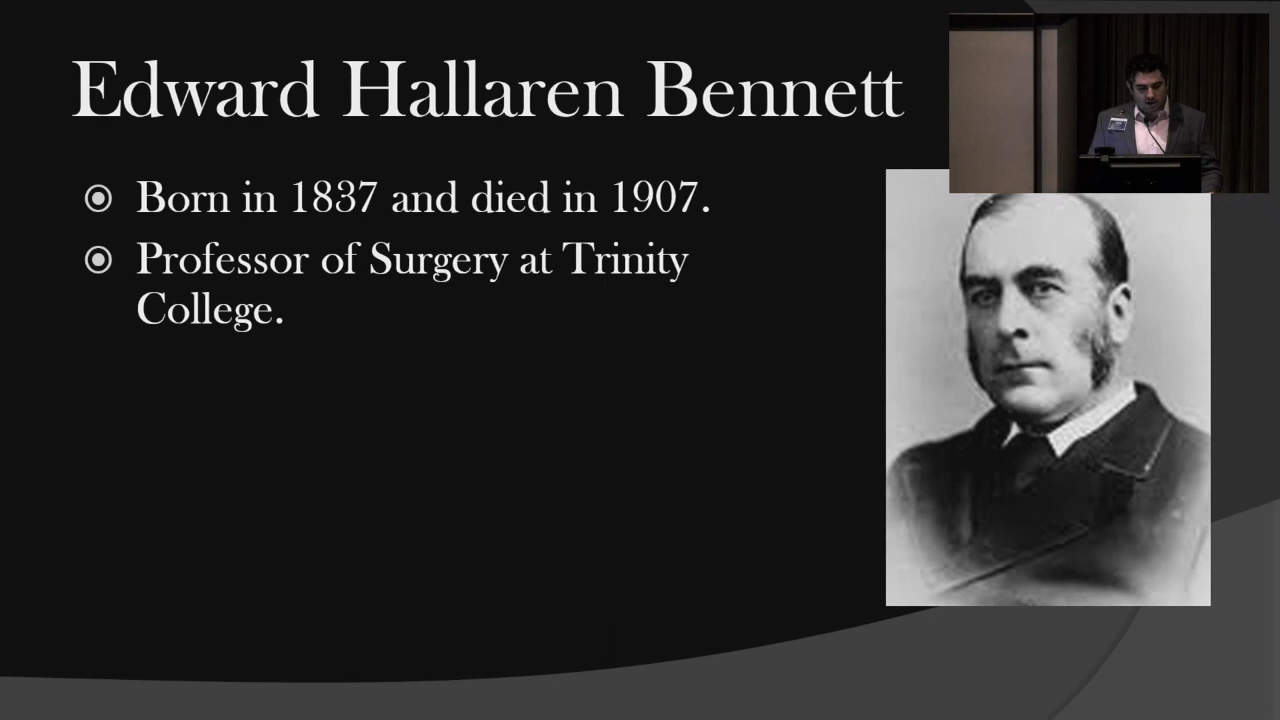 Edward Hallaren Bennett
Born in 1837 and died in 1907.
Professor of Surgery at Trinity
College.